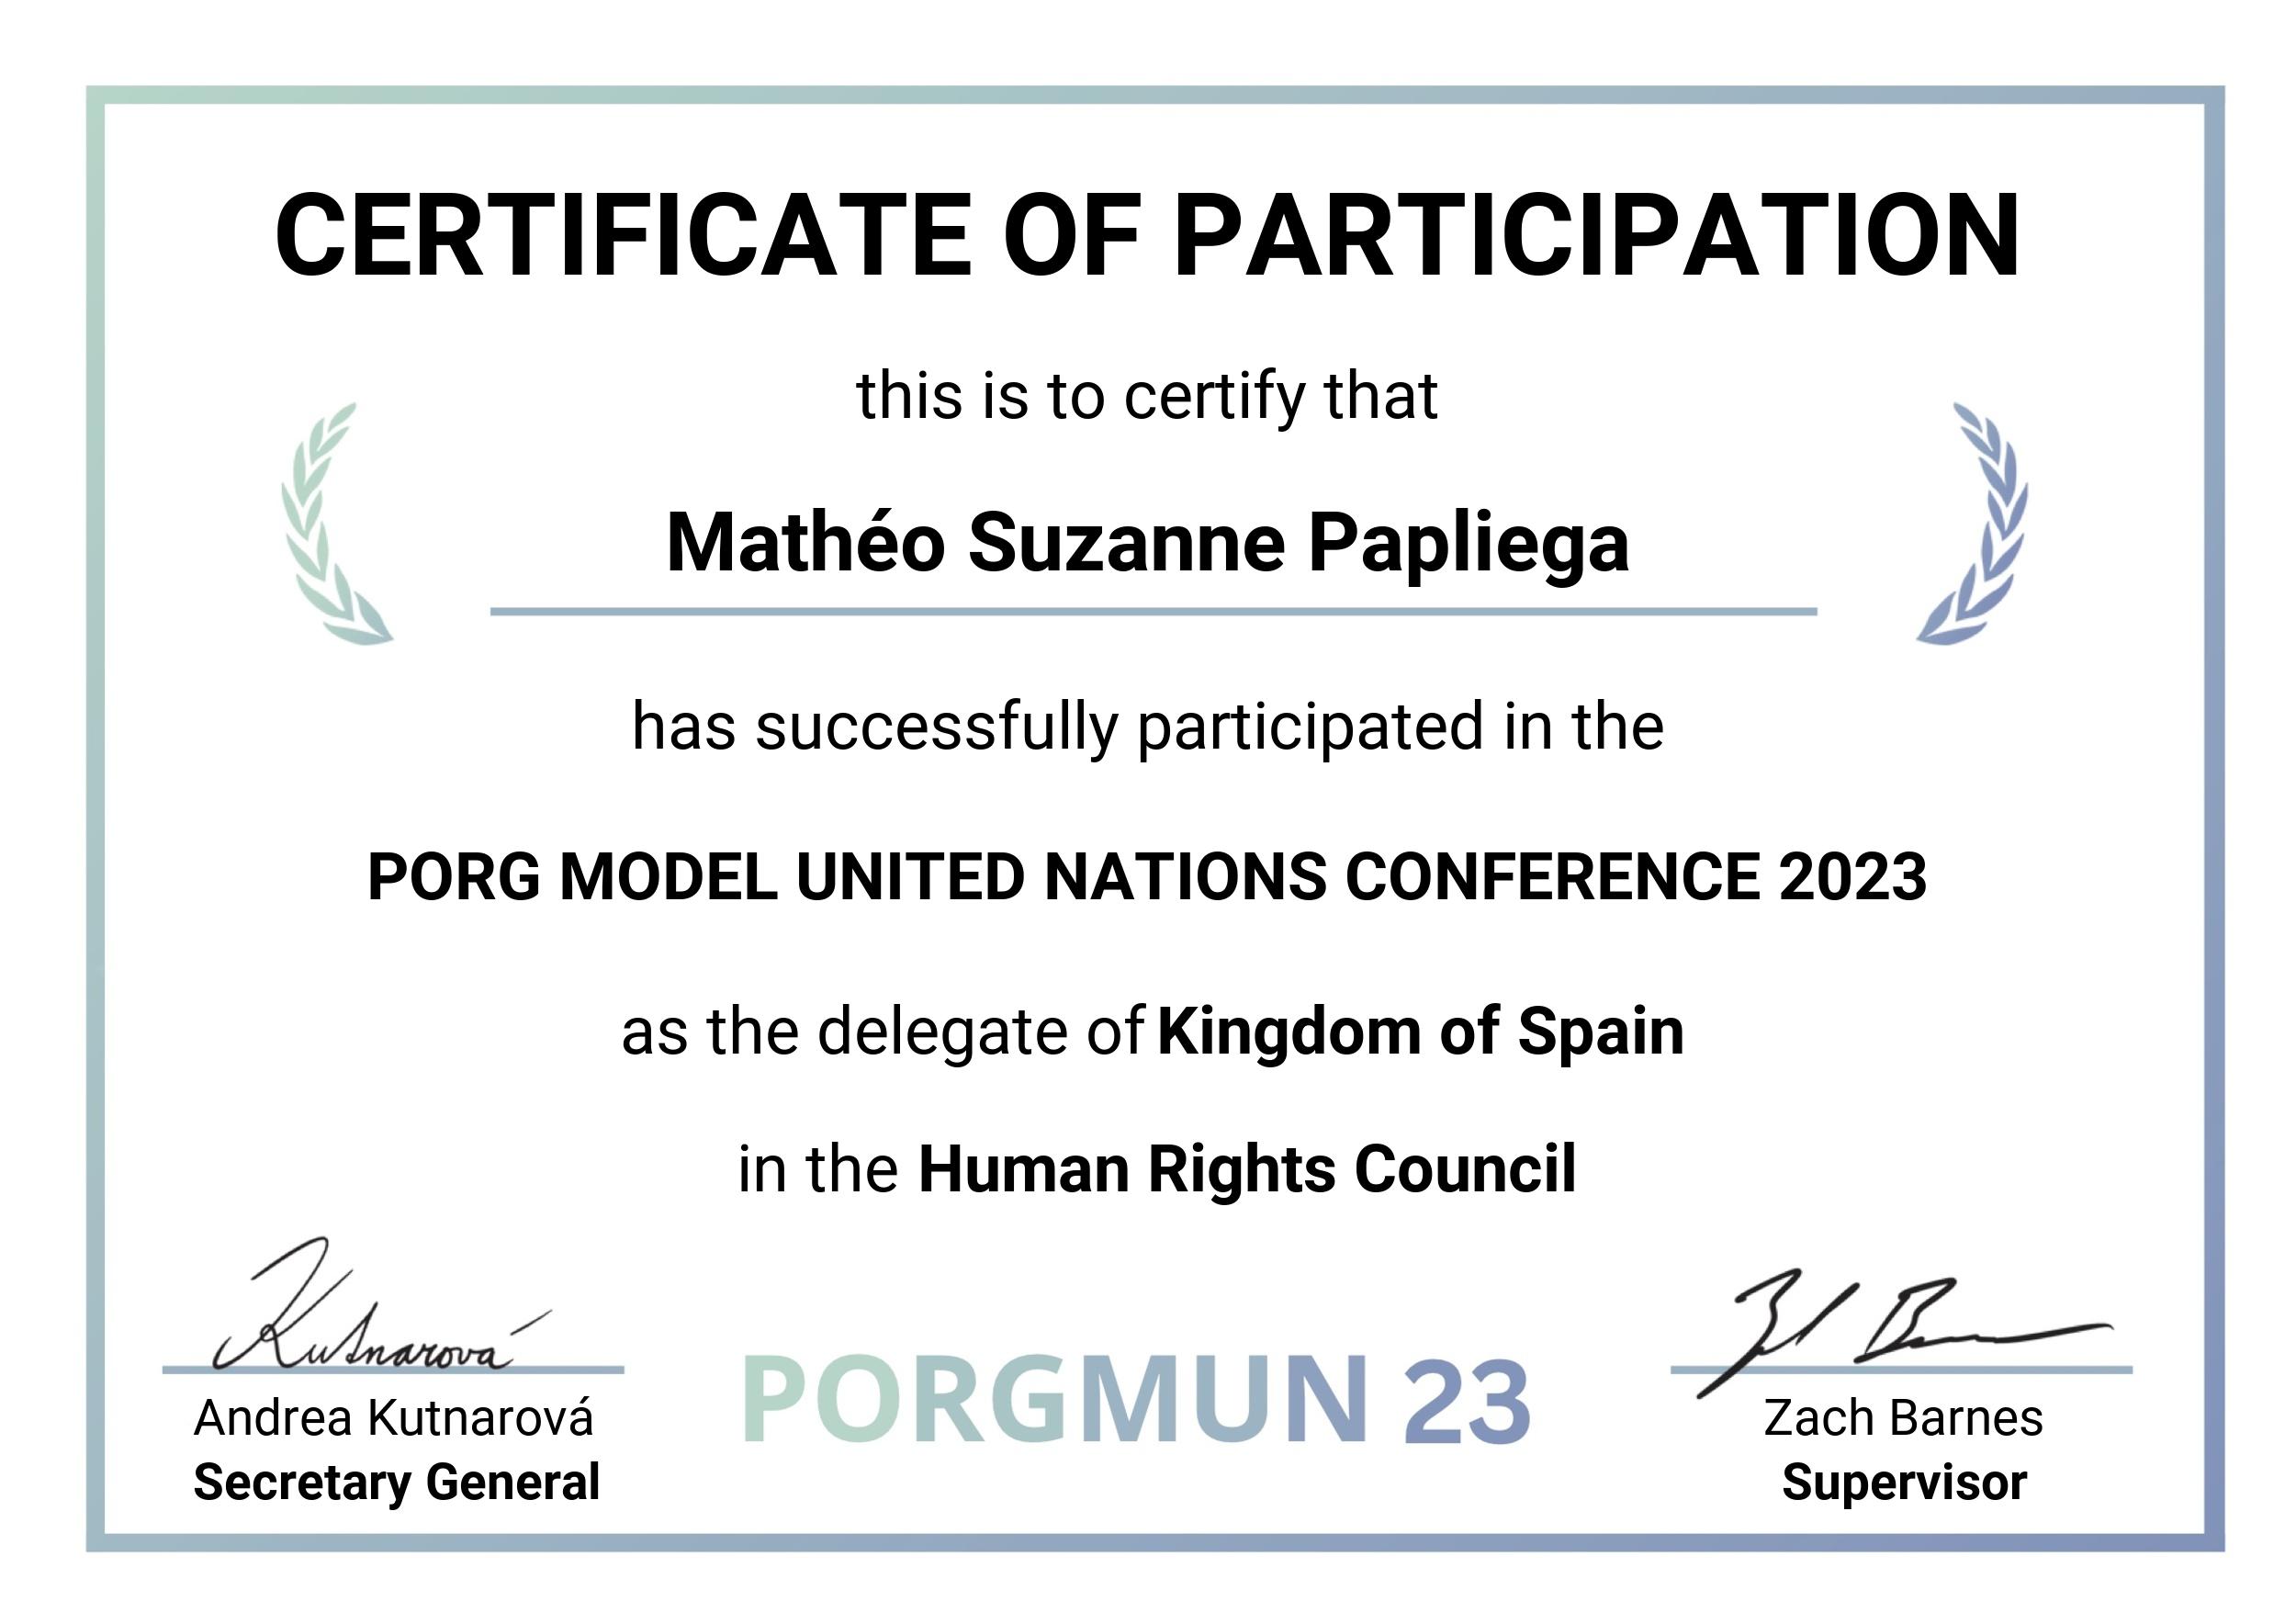 CERTIFICATE OF PARTICIPATION
this is to certify that
Mathéo Suzanne Papliega
has successfully participated in the
PORG MODEL UNITED NATIONS CONFERENCE 2023
as the delegate of Kingdom of Spain
in the Human Rights Council
Kutnarová
Andrea Kutnarová
Secretary General
PORGMUN 23
Zach Barnes
Supervisor